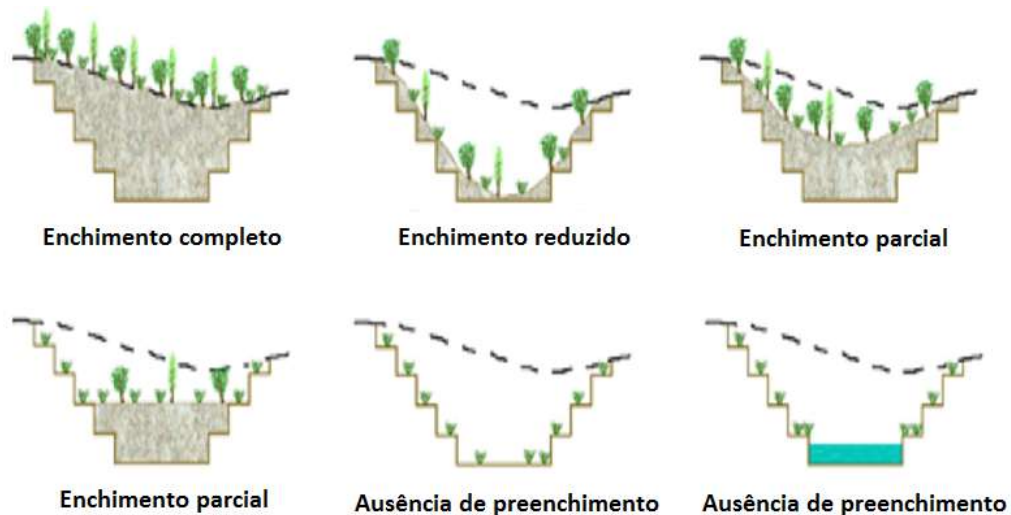 Enchimento completo
Enchimento reduzido
Enchimento parcial
Enchimento parcial
Ausência de preenchimento
Ausência de preenchimento